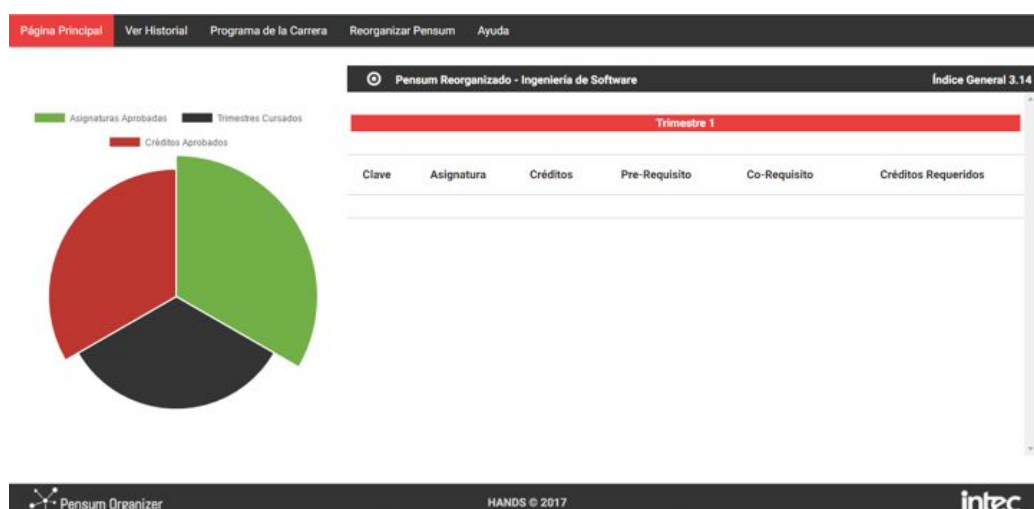 Página Principal Ver Historial Programa de la Carrera Reorganizar Pensum Ayuda
Pensum Reorganizado - Ingeniería de Software Índice General 3.14
Asignaturas Aprobadas Trimestres Cursados
Créditos Aprobados
Trimestre 1
Clave Asignatura Créditos Pre-Requisito Co-Requisito Créditos Requeridos
Pensum Organizer HANDS © 2017 intec